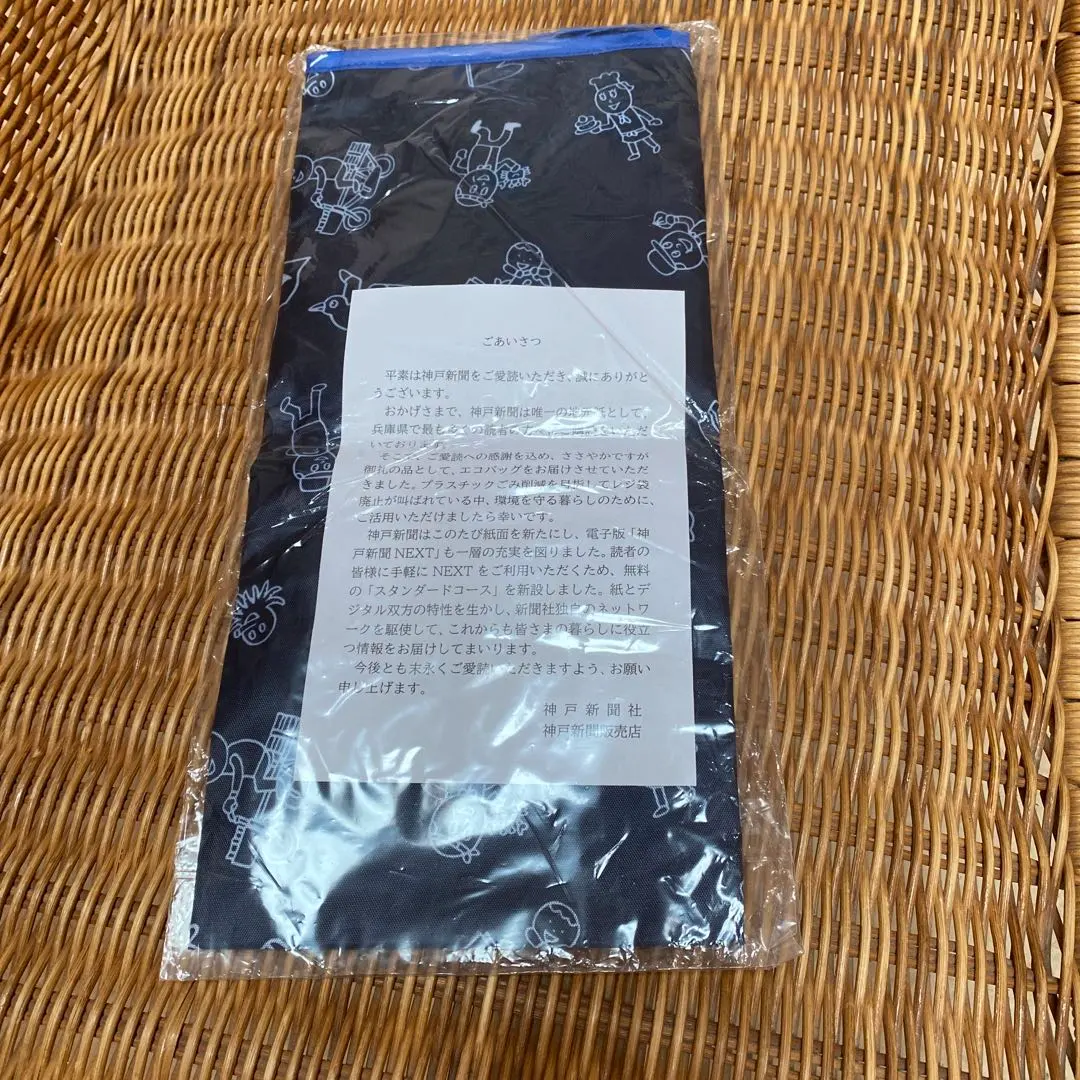 ごあいさつ
平素は神戸新聞をご愛読いただき、誠にありがと
うございます。
おかげさまで、神戸新聞は唯一の地元紙として、
兵庫県で最も多くの読者の
いております。
そこで、ご愛読への感謝を込め、ささやかですが
御礼の品として、エコバッグをお届けさせていただ
きました。プラスチックごみ削減を目指してレジ袋
廃止が叫ばれている中、環境を守る暮らしのために、
ご活用いただけましたら幸いです。
神戸新聞はこのたび紙面を新たにし、電子版「神
戸新聞 NEXT」も一層の充実を図りました。読者の
皆様に手軽に NEXT をご利用いただくため、無料
の「スタンダードコース」を新設しました。紙とデ
ジタル双方の特性を生かし、新聞社独自のネットワ
ークを駆使して、これからも皆さまの暮らしに役立
つ情報をお届けしてまいります。
今後とも末永くご愛読いただきますよう、お願い
申し上げます。
神戸新聞社
神戸新聞販売店